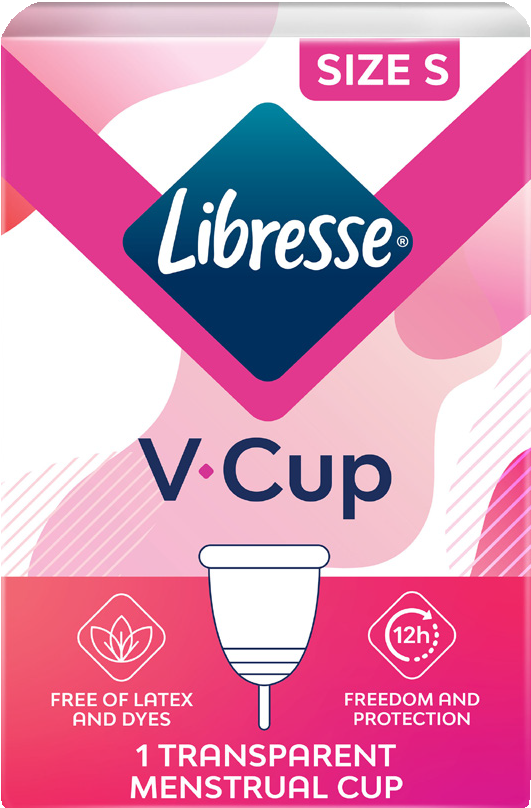 SIZE S
Libresse®
V·Cup
12h
FREE OF LATEX
AND DYES
FREEDOM AND
PROTECTION
1 TRANSPARENT
MENSTRUAL CUP